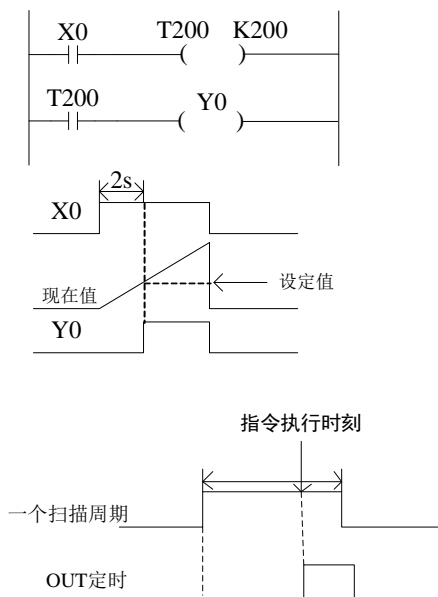 X0 T200 K200
T200 Y0
2s
X0
现在值 设定值
Y0
指令执行时刻
一个扫描周期
OUT定时